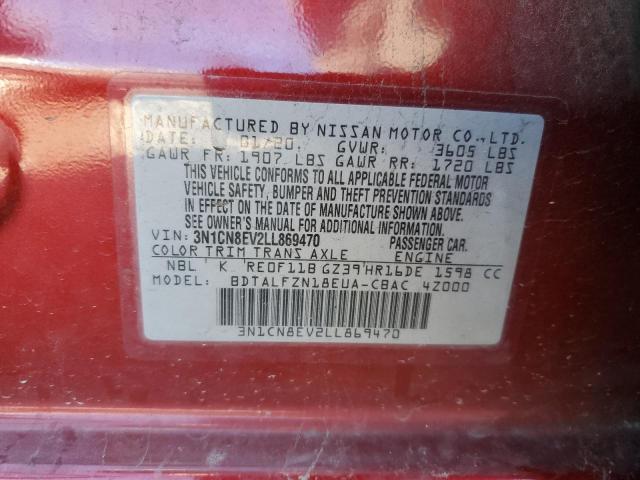 MANUFACTURED BY NISSAN MOTOR CO.,LTD.
DATE: 01/20 GVWR: 3605 LBS
GAWR FR: 1907 LBS GAWR RR: 1720 LBS
THIS VEHICLE CONFORMS TO ALL APPLICABLE FEDERAL MOTOR
VEHICLE SAFETY, BUMPER AND THEFT PREVENTION STANDARDS
IN EFFECT ON THE DATE OF MANUFACTURE SHOWN ABOVE.
SEE OWNER'S MANUAL FOR ADDITIONAL INFORMATION.
VIN: 3N1CN8EV2LL869470 PASSENGER CAR.
COLOR TRIM TRANS AXLE ENGINE
NBL K RE0F11B GZ39 HR16DE 1598 CC
MODEL: BDTALFZN18EUA-CBAC 4Z000
3N1CN8EV2LL869470